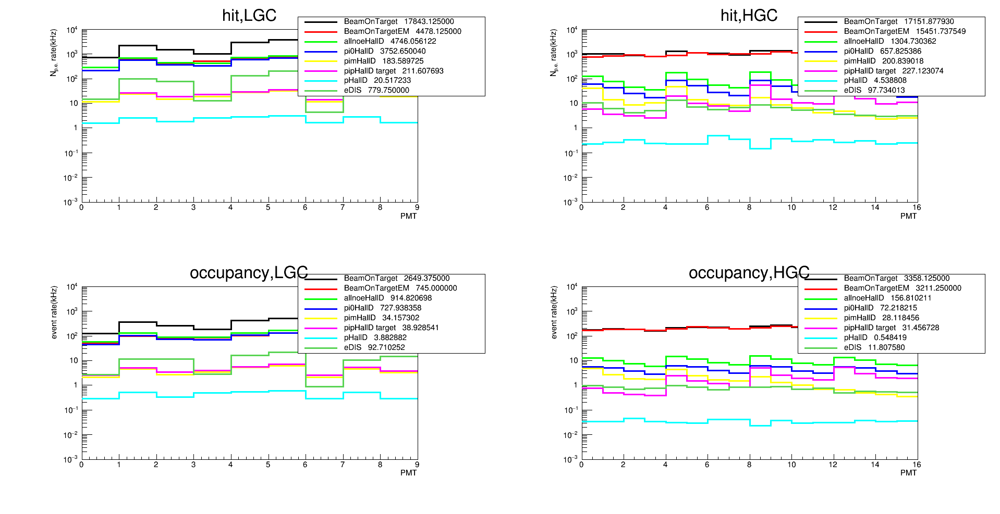 hit,LGC
N p.e. rate(kHz)
10^4
10^3
10^2
10
1
10^−1
10^−2
10^−3
0 1 2 3 4 5 6 7 8 9
PMT
BeamOnTarget 17843.125000
BeamOnTargetEM 4478.125000
allnoeHallD 4746.056122
pi0HallD 3752.650040
pimHallD 183.589725
pipHallD target 211.607693
pHallD 20.517233
eDIS 779.750000
hit,HGC
N p.e. rate(kHz)
10^4
10^3
10^2
10
1
10^−1
10^−2
10^−3
0 2 4 6 8 10 12 14 16
PMT
BeamOnTarget 17151.877930
BeamOnTargetEM 15451.737549
allnoeHallD 1304.730362
pi0HallD 657.825386
pimHallD 200.839018
pipHallD target 227.123074
pHallD 4.538808
eDIS 97.734013
occupancy,LGC
event rate(kHz)
10^4
10^3
10^2
10
1
10^−1
10^−2
10^−3
0 1 2 3 4 5 6 7 8 9
PMT
BeamOnTarget 2649.375000
BeamOnTargetEM 745.000000
allnoeHallD 914.820698
pi0HallD 727.938358
pimHallD 34.157302
pipHallD target 38.928541
pHallD 3.882882
eDIS 92.710252
occupancy,HGC
event rate(kHz)
10^4
10^3
10^2
10
1
10^−1
10^−2
10^−3
0 2 4 6 8 10 12 14 16
PMT
BeamOnTarget 3358.125000
BeamOnTargetEM 3211.250000
allnoeHallD 156.810211
pi0HallD 72.218215
pimHallD 28.118456
pipHallD target 31.456728
pHallD 0.548419
eDIS 11.807580